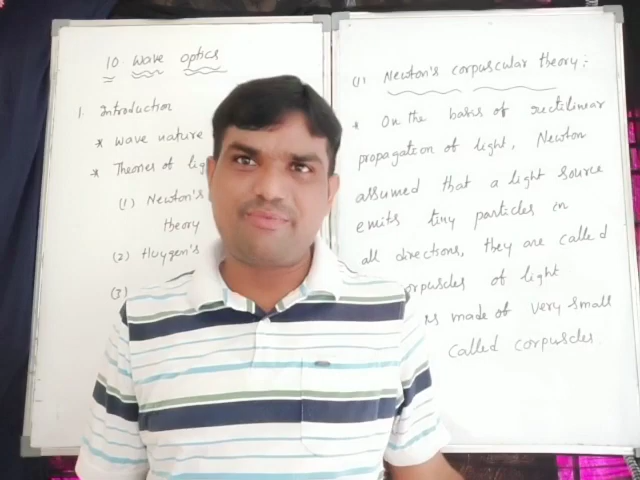 10 Wave Optics
1. Introduction
* Wave nature
* Theories of lig
(1) Newton's
theory
(2) Huygen's
(3)
(1) Newton's corpuscular theory:
* On the basis of rectilinear
propagation of light, Newton
assumed that a light source
emits tiny particles in
all directions, they are called
orpuscles of light
made of very small
called corpuscles